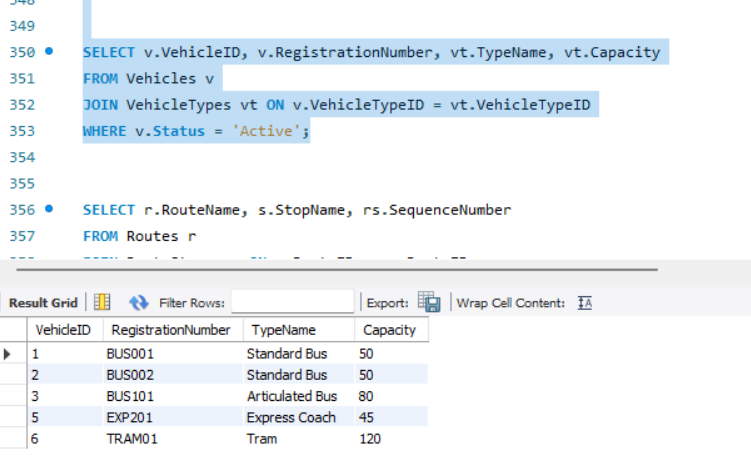 348
349
350 SELECT v.VehicleID, v.RegistrationNumber, vt.TypeName, vt.Capacity
351 FROM Vehicles v
352 JOIN VehicleTypes vt ON v.VehicleTypeID = vt.VehicleTypeID
353 WHERE v.Status = 'Active';
354
355
356 SELECT r.RouteName, s.StopName, rs.SequenceNumber
357 FROM Routes r
Result Grid Filter Rows: Export: Wrap Cell Content:
VehicleID RegistrationNumber TypeName Capacity
1 BUS001 Standard Bus 50
2 BUS002 Standard Bus 50
3 BUS101 Articulated Bus 80
5 EXP201 Express Coach 45
6 TRAM01 Tram 120